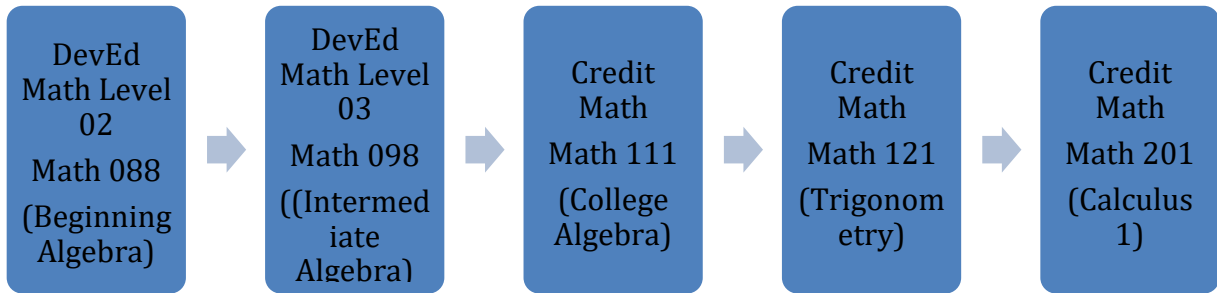 DevEd
Math Level
02
Math 088
(Beginning
Algebra)
DevEd
Math Level
03
Math 098
((Intermed
iate
Algebra)
Credit
Math
Math 111
(College
Algebra)
Credit
Math
Math 121
(Trigonom
etry)
Credit
Math
Math 201
(Calculus
1)